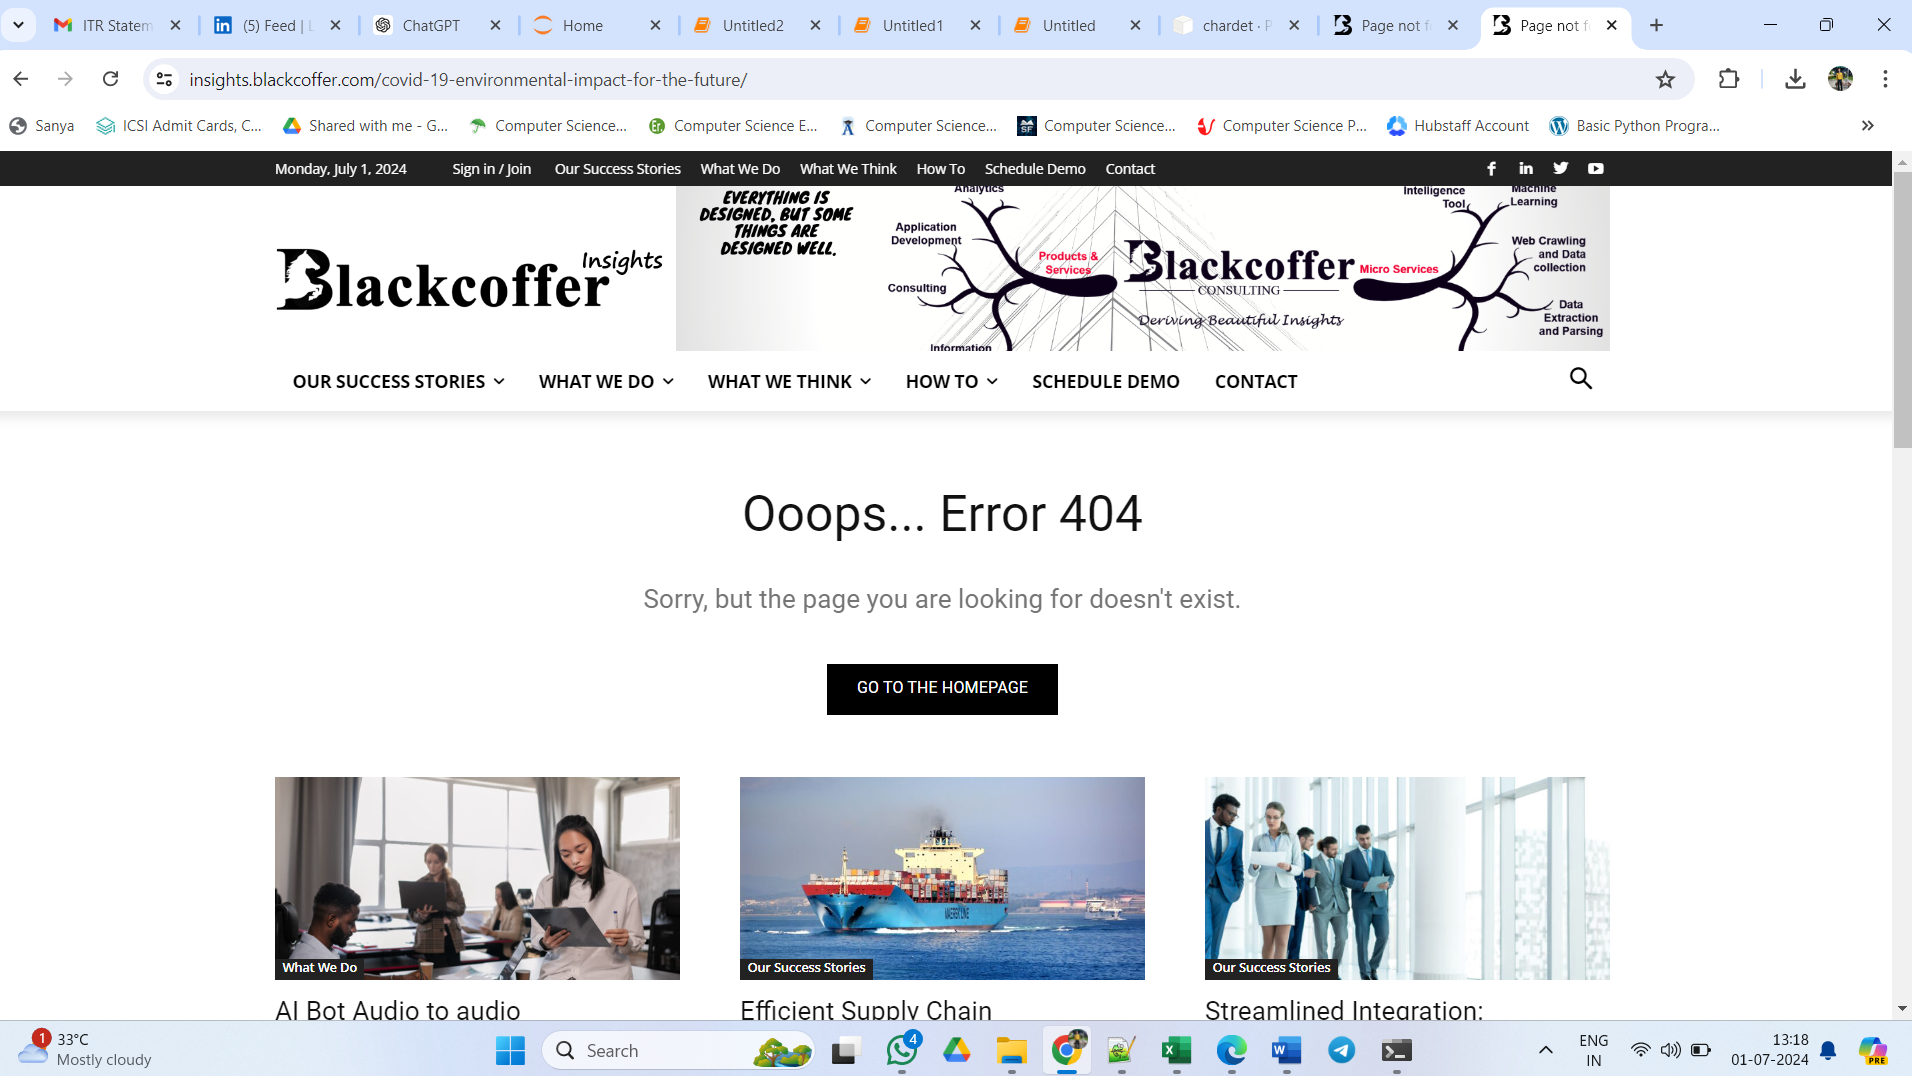 ITR Statem
(5) Feed | L
ChatGPT
Home
Untitled2
Untitled1
Untitled
chardet · P
Page not f
Page not f
insights.blackcoffer.com/covid-19-environmental-impact-for-the-future/
Sanya
ICSI Admit Cards, C...
Shared with me - G...
Computer Science...
Computer Science E...
Computer Science...
Computer Science...
Computer Science P...
Hubstaff Account
Basic Python Progra...
Monday, July 1, 2024
Sign in / Join
Our Success Stories
What We Do
What We Think
How To
Schedule Demo
Contact
Blackcoffer Insights
EVERYTHING IS
DESIGNED, BUT SOME
THINGS ARE
DESIGNED WELL.
Analytics
Application
Development
Consulting
Information
Products &
Services
Blackcoffer
CONSULTING
Deriving Beautiful Insights
Micro Services
Intelligence
Tool
Machine
Learning
Web Crawling
and Data
collection
Data
Extraction
and Parsing
OUR SUCCESS STORIES
WHAT WE DO
WHAT WE THINK
HOW TO
SCHEDULE DEMO
CONTACT
Ooops... Error 404
Sorry, but the page you are looking for doesn't exist.
GO TO THE HOMEPAGE
MAERSK LINE
What We Do
Our Success Stories
Our Success Stories
AI Bot Audio to audio
Efficient Supply Chain
Streamlined Integration:
1
33°C
Mostly cloudy
Search
4
ENG
IN
13:18
01-07-2024
PRE